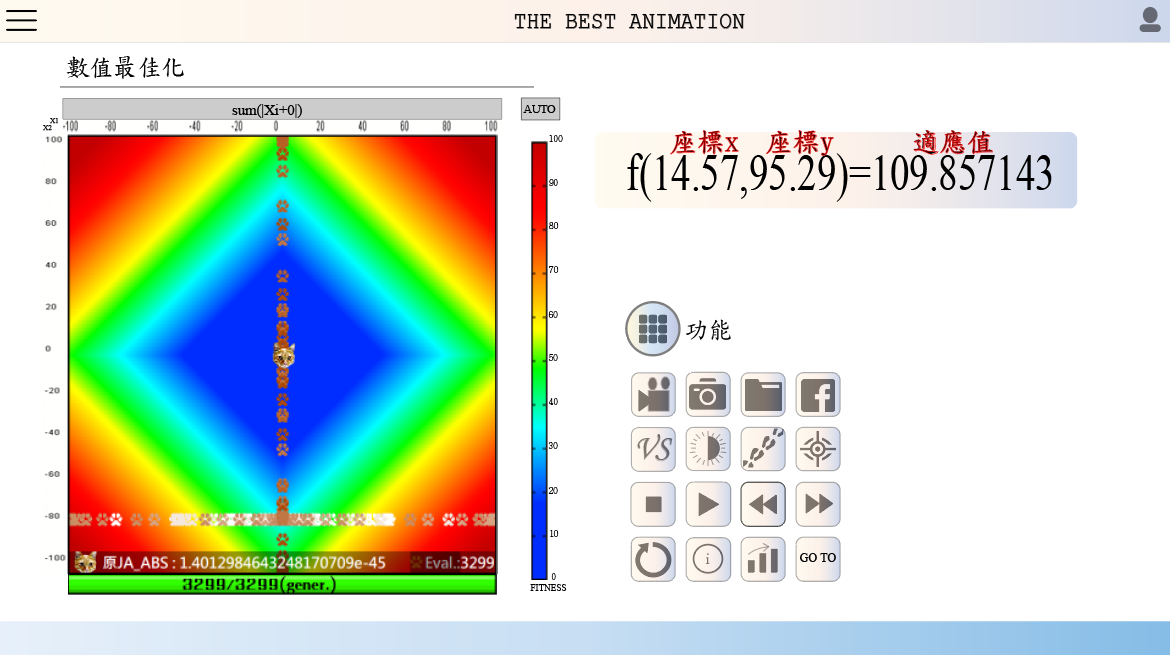 THE BEST ANIMATION
數值最佳化
sum(|Xi+0|)
AUTO
X1
X2
-100 -80 -60 -40 -20 0 20 40 60 80 100
100
80
60
40
20
0
-20
-40
-60
-80
-100
原JA_ABS : 1.4012984643248170709e-45 Eval.:3299
3299/3299(gener.)
100
90
80
70
60
50
40
30
20
10
0
FITNESS
座標x 座標y 適應值
f(14.57,95.29)=109.857143
功能
VS
i
GO TO